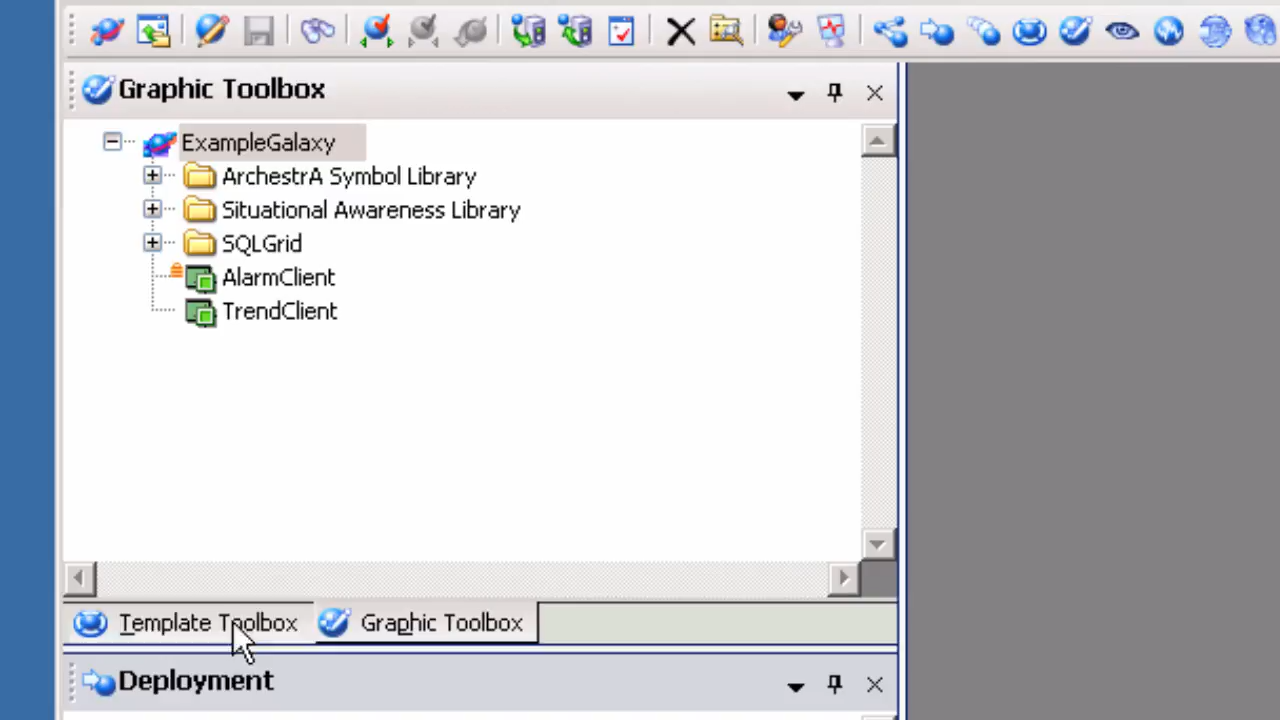 Graphic Toolbox
ExampleGalaxy
ArchestrA Symbol Library
Situational Awareness Library
SQLGrid
AlarmClient
TrendClient
Template Toolbox
Graphic Toolbox
Deployment